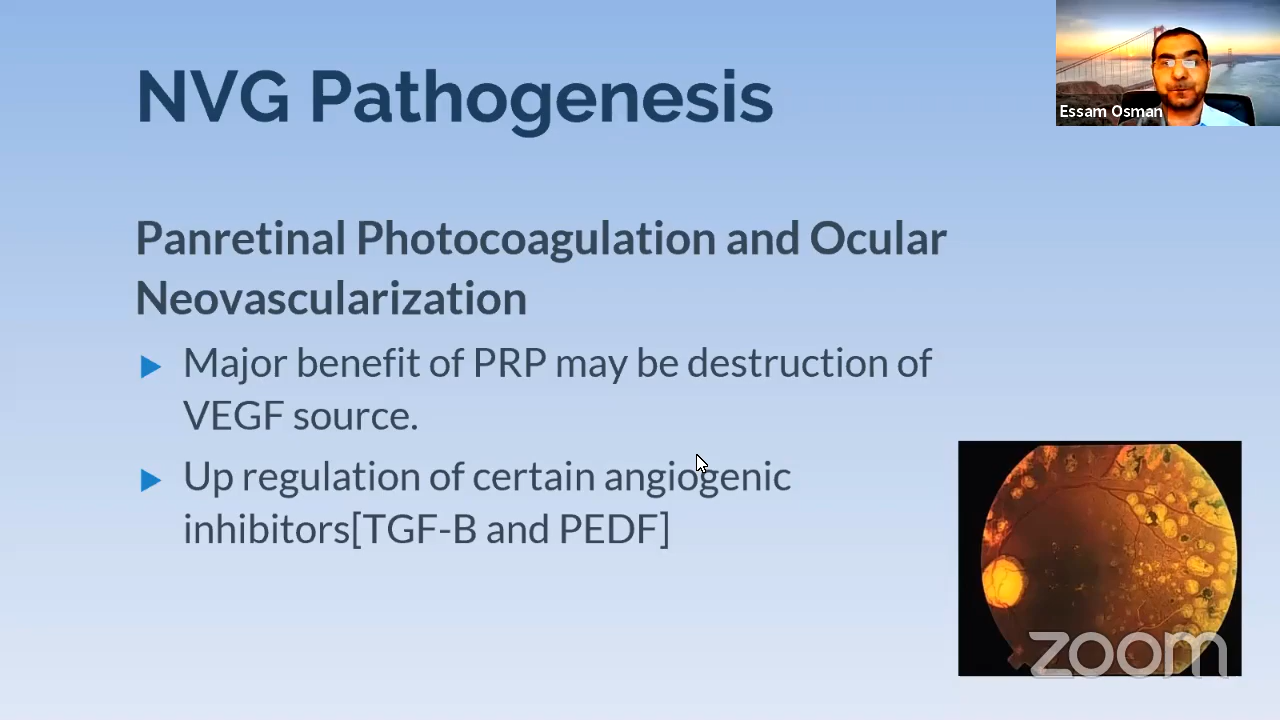 NVG Pathogenesis
Essam Osman
Panretinal Photocoagulation and Ocular
Neovascularization
Major benefit of PRP may be destruction of
VEGF source.
Up regulation of certain angiogenic
inhibitors[TGF-B and PEDF]
zoom